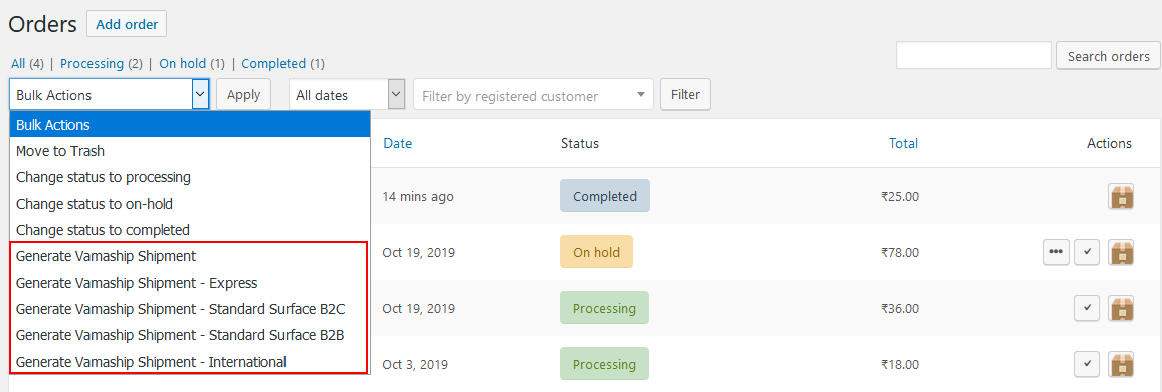 Orders Add order
All (4) | Processing (2) | On hold (1) | Completed (1)
Search orders
Bulk Actions Apply All dates Filter by registered customer Filter
Bulk Actions
Move to Trash
Change status to processing
Change status to on-hold
Change status to completed
Generate Vamaship Shipment
Generate Vamaship Shipment - Express
Generate Vamaship Shipment - Standard Surface B2C
Generate Vamaship Shipment - Standard Surface B2B
Generate Vamaship Shipment - International
Date Status Total Actions
14 mins ago Completed ₹25.00
Oct 19, 2019 On hold ₹78.00
Oct 19, 2019 Processing ₹36.00
Oct 3, 2019 Processing ₹18.00